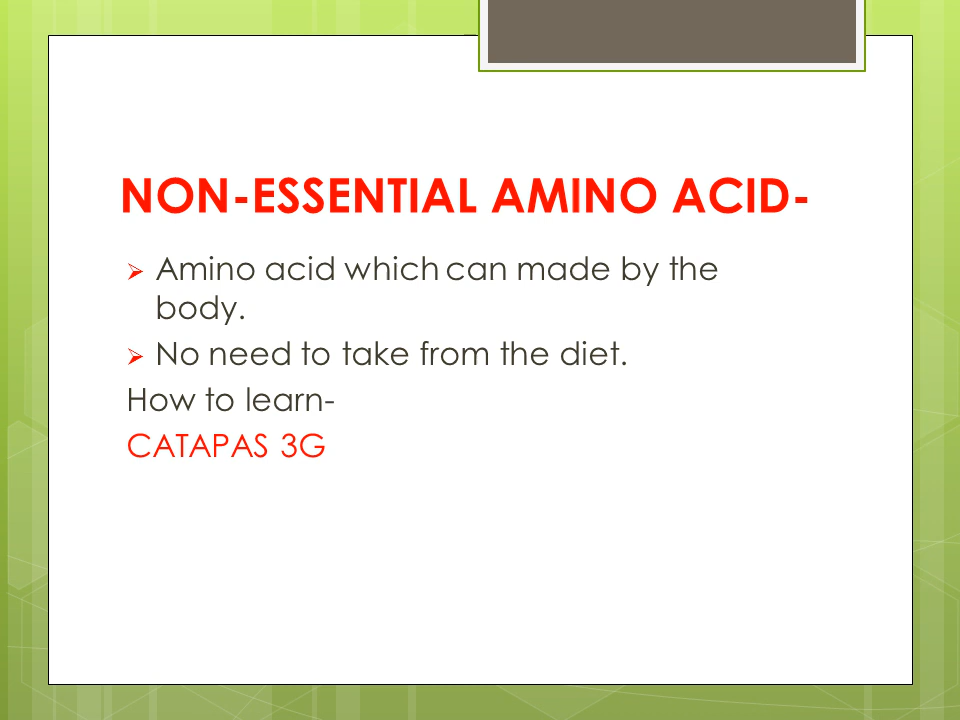 NON-ESSENTIAL AMINO ACID-
➢ Amino acid which can made by the
body.
➢ No need to take from the diet.
How to learn-
CATAPAS 3G